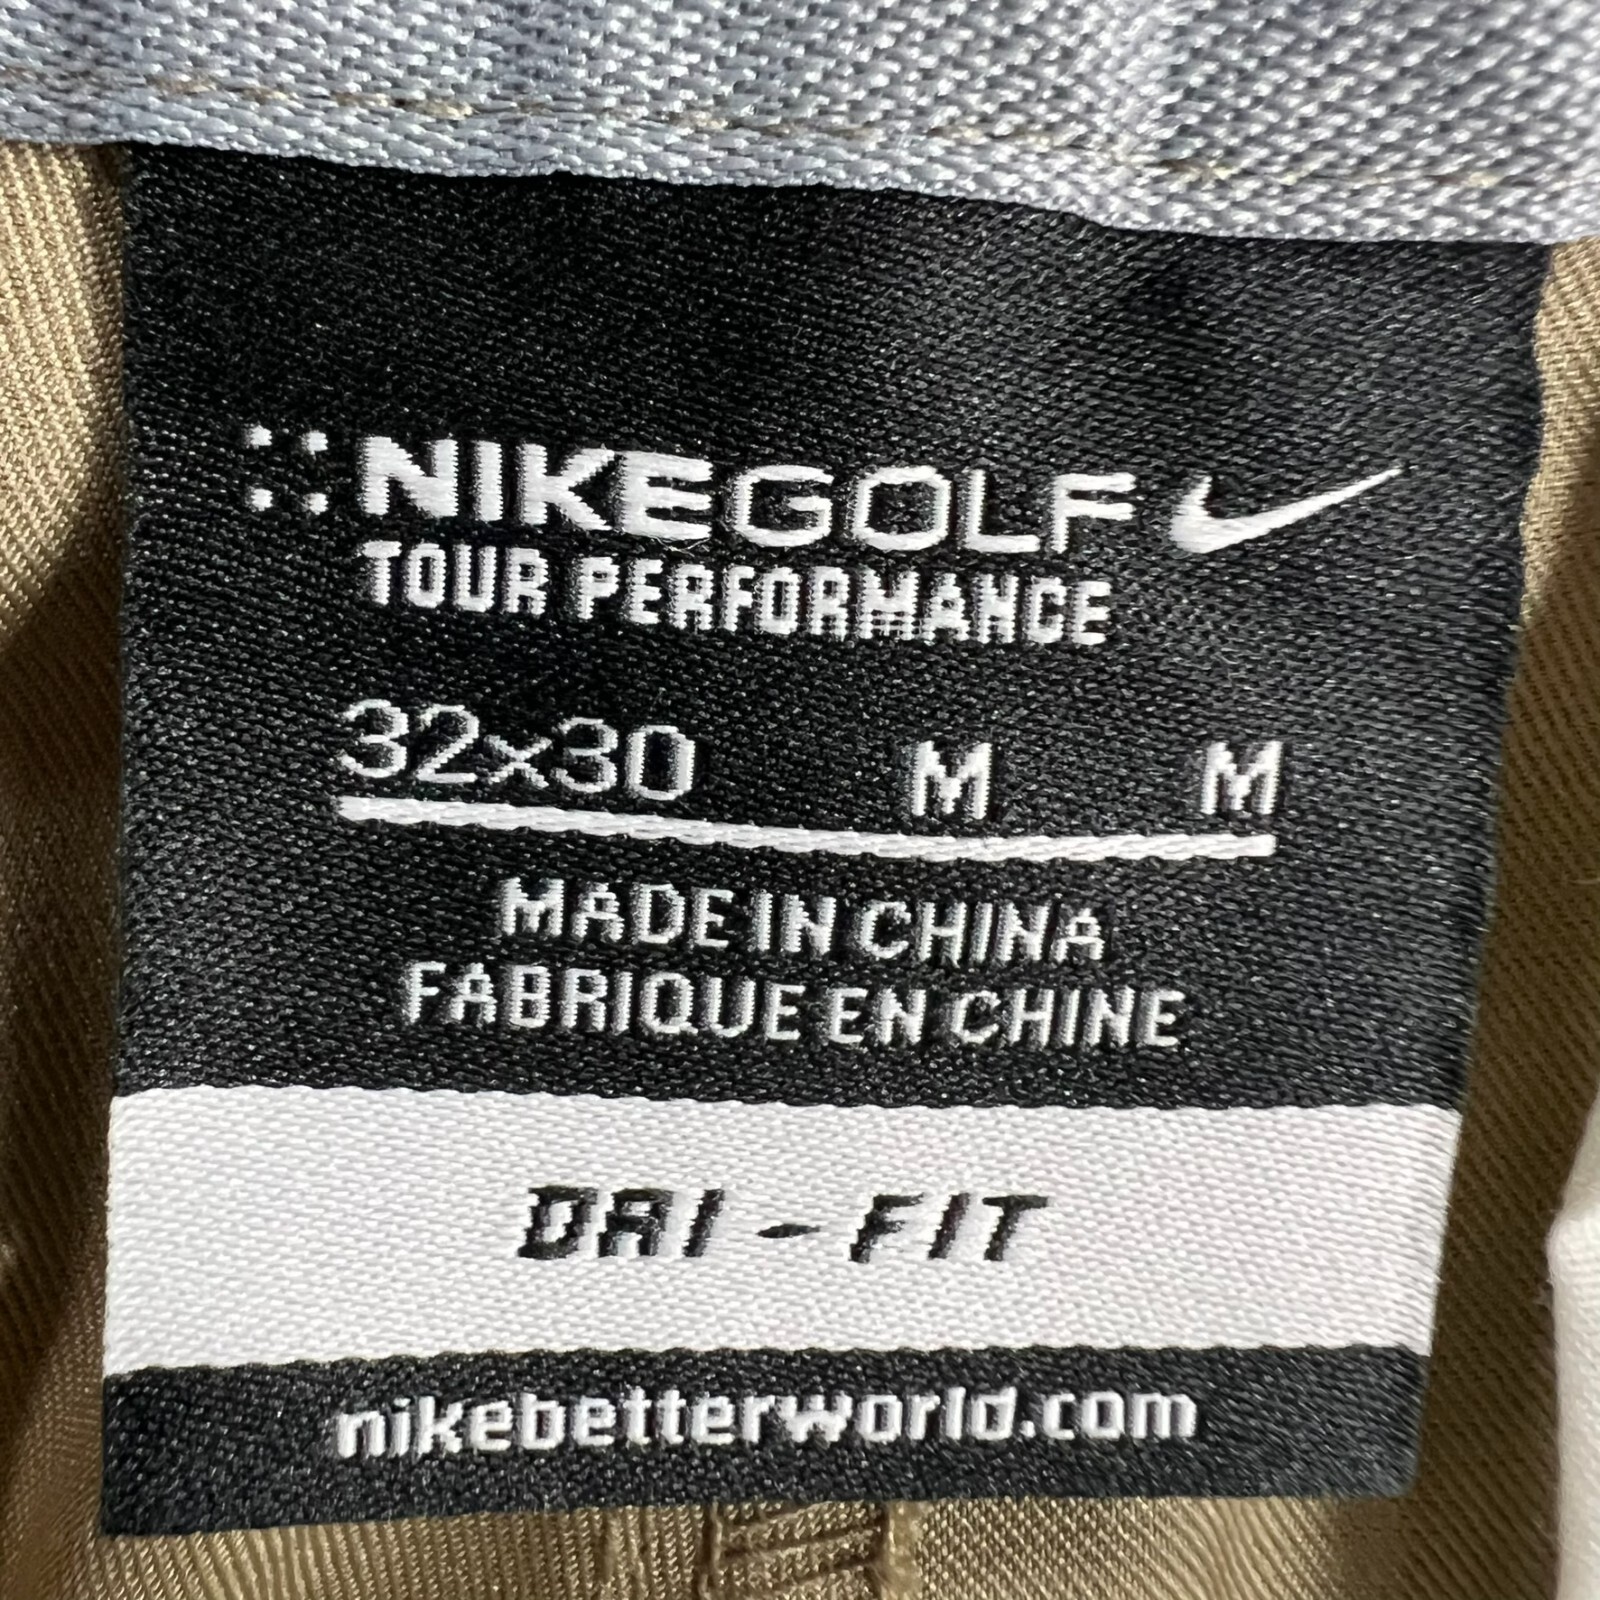 NIKEGOLF
TOUR PERFORMANCE
32x30 M M
MADE IN CHINA
FABRIQUE EN CHINE
DRI-FIT
nikebetterworld.com